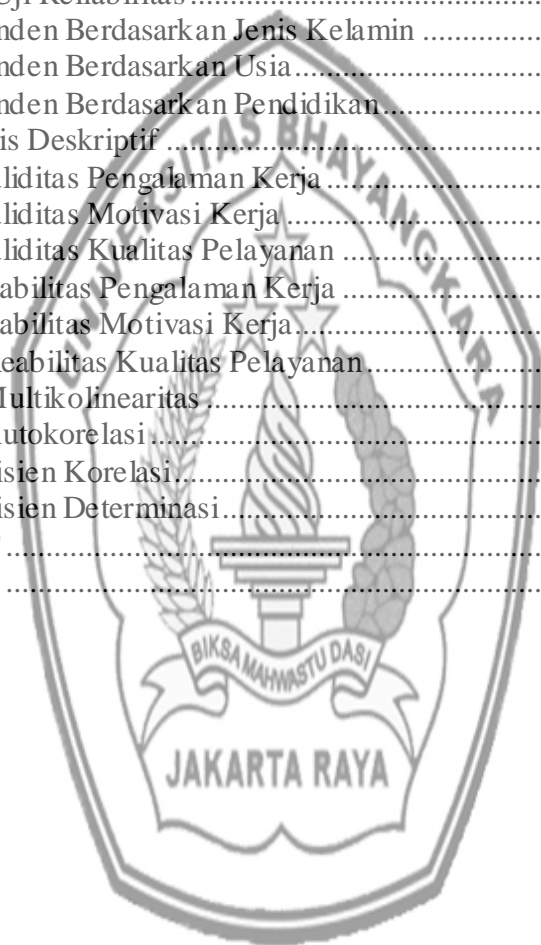 Uji Reliabilitas..............................
nden Berdasarkan Jenis Kelamin ..........
nden Berdasarkan Usia......................
nden Berdasarkan Pendidikan..............
is Deskriptif ................................
liditas Pengalaman Kerja ...................
liditas Motivasi Kerja .......................
liditas Kualitas Pelayanan .................
abilitas Pengalaman Kerja .................
abilitas Motivasi Kerja......................
eabilitas Kualitas Pelayanan...............
Multikolinearitas ............................
utokorelasi ...................................
isien Korelasi.................................
isien Determinasi............................
UNIVERSITAS BHAYANGKARA
BIKSA MAHWASTU DASI
JAKARTA RAYA